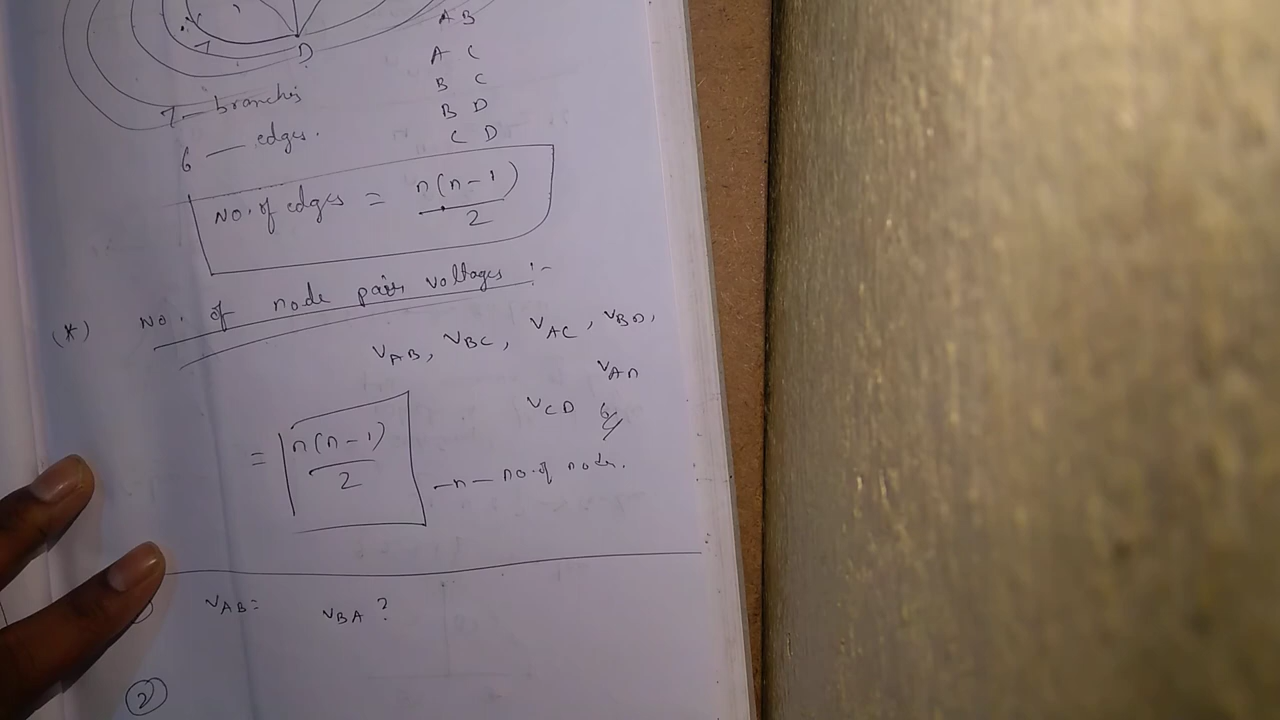 D
A B
A C
B C
B D
C D
7 — branches
6 — edges.
No. of edges = n(n-1)
2
(*) No. of node pair voltages :-
VAB, VBC, VAC, VBD,
VAD
VCD 6//
= n(n-1)
2
— n — no. of nodes.
VAB = VBA ?
(2)